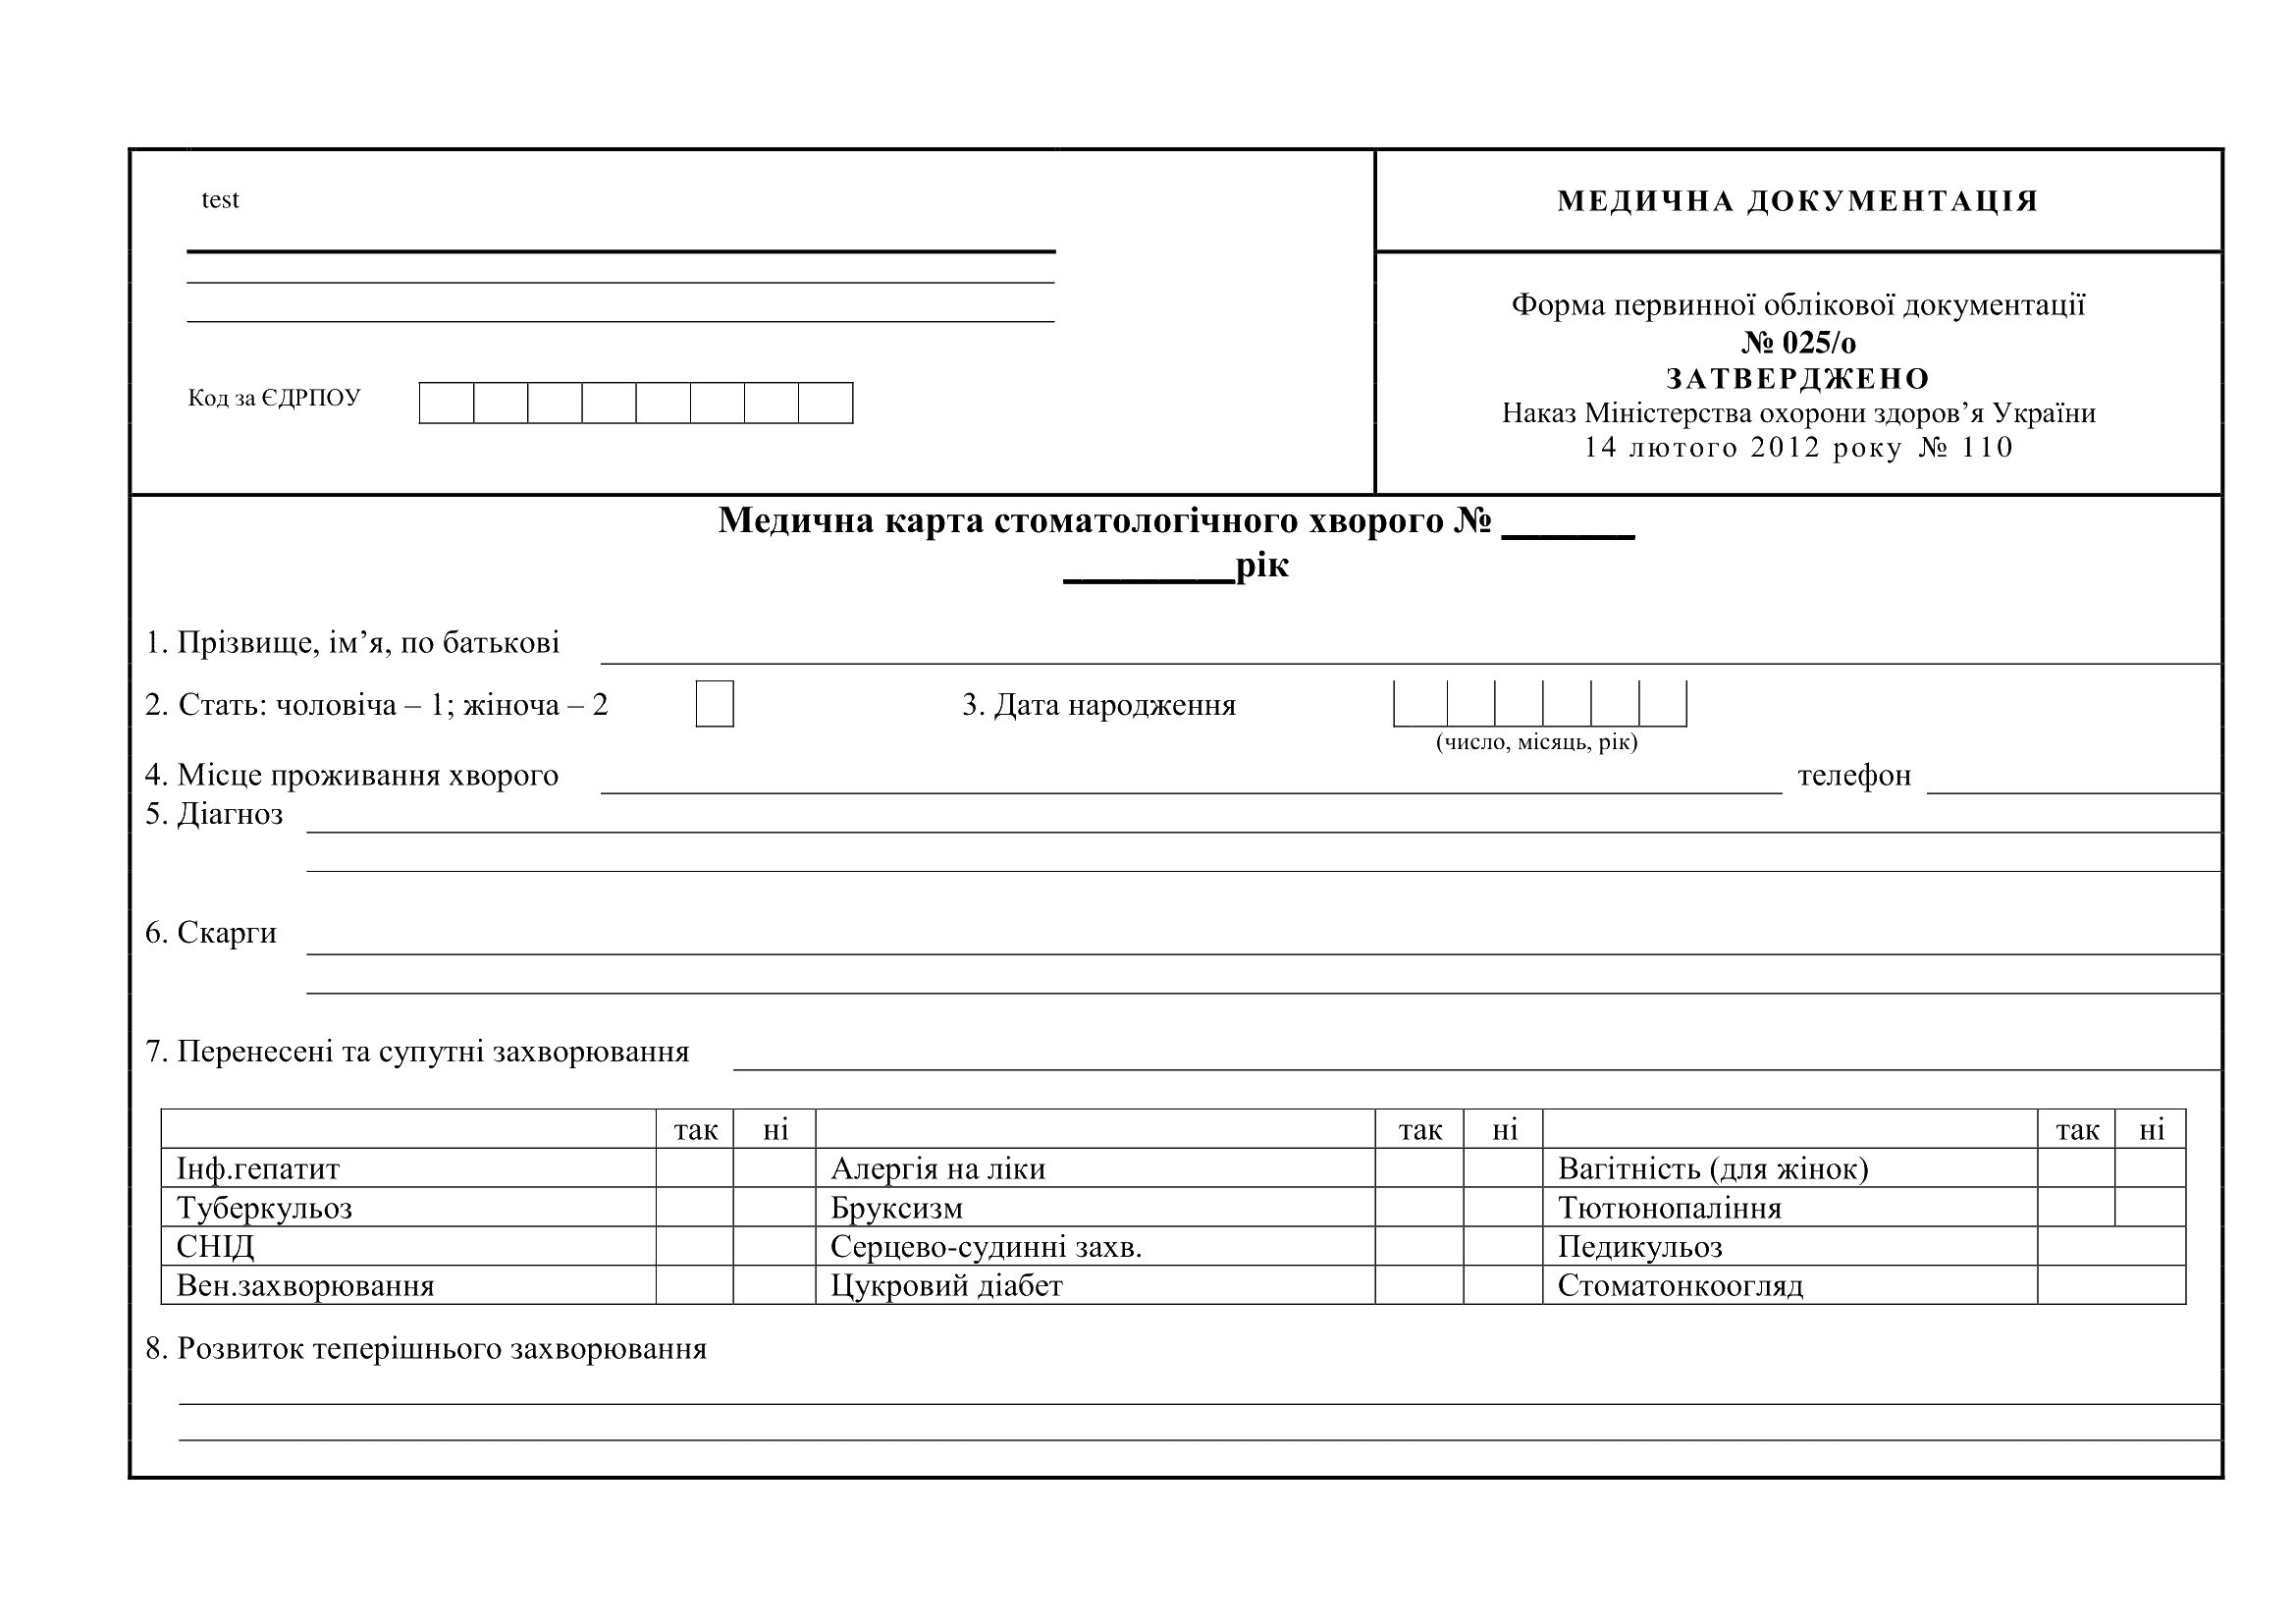 test
МЕДИЧНА ДОКУМЕНТАЦІЯ
Форма первинної облікової документації
№ 025/о
ЗАТВЕРДЖЕНО
Наказ Міністерства охорони здоров’я України
14 лютого 2012 року № 110
Код за ЄДРПОУ
Медична карта стоматологічного хворого № _______
_________рік
1. Прізвище, ім’я, по батькові
2. Стать: чоловіча – 1; жіноча – 2 3. Дата народження
(число, місяць, рік)
4. Місце проживання хворого телефон
5. Діагноз
6. Скарги
7. Перенесені та супутні захворювання
так ні так ні так ні
Інф.гепатит Алергія на ліки Вагітність (для жінок)
Туберкульоз Бруксизм Тютюнопаління
СНІД Серцево-судинні захв. Педикульоз
Вен.захворювання Цукровий діабет Стоматонкоогляд
8. Розвиток теперішнього захворювання